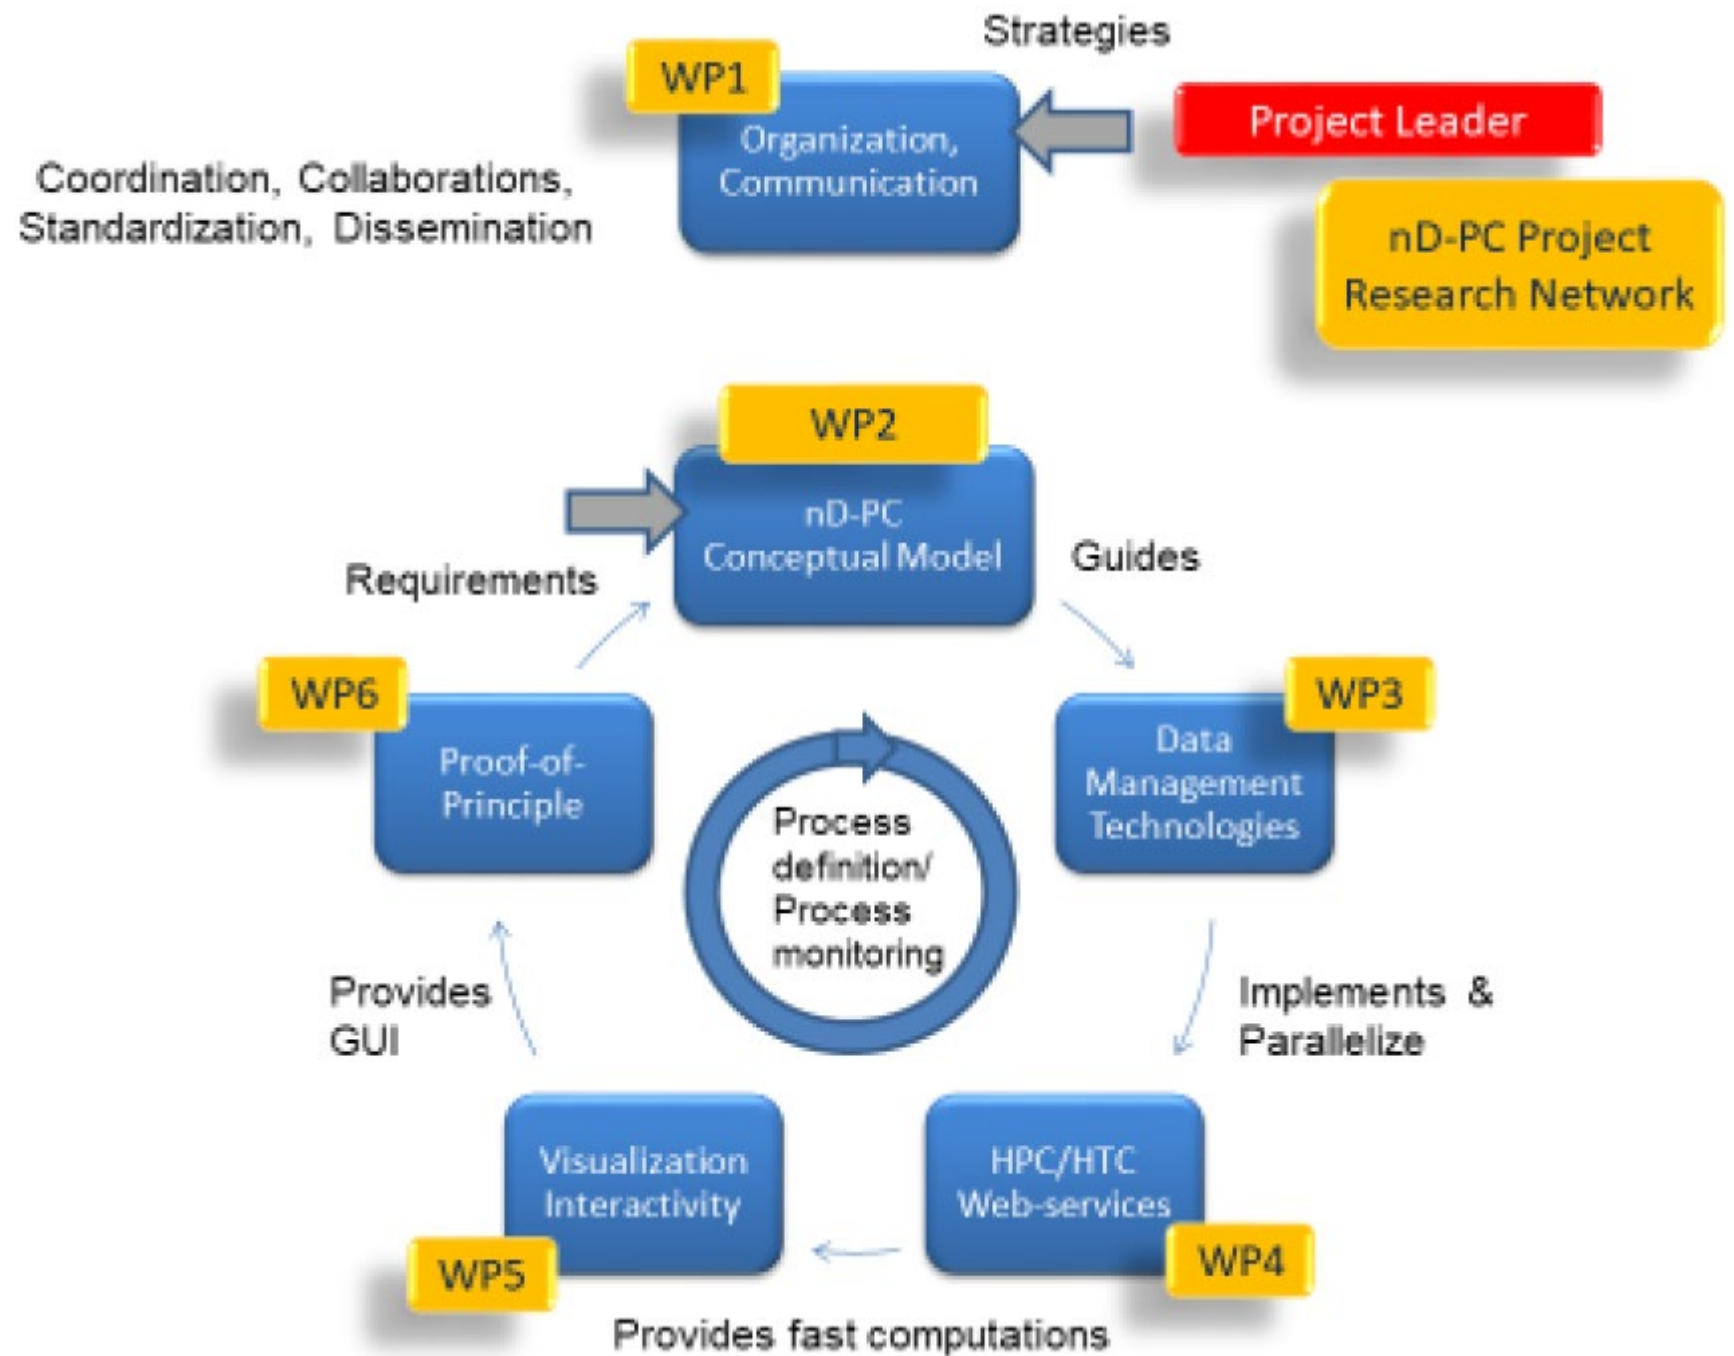 Strategies
WP1
Project Leader
Organization,
Communication
Coordination, Collaborations,
Standardization, Dissemination
nD-PC Project
Research Network
WP2
nD-PC
Conceptual Model
Requirements
Guides
WP6
Proof-of-
Principle
WP3
Data
Management
Technologies
Process
definition/
Process
monitoring
Provides
GUI
Implements &
Parallelize
Visualization
Interactivity
WP5
HPC/HTC
Web-services
WP4
Provides fast computations